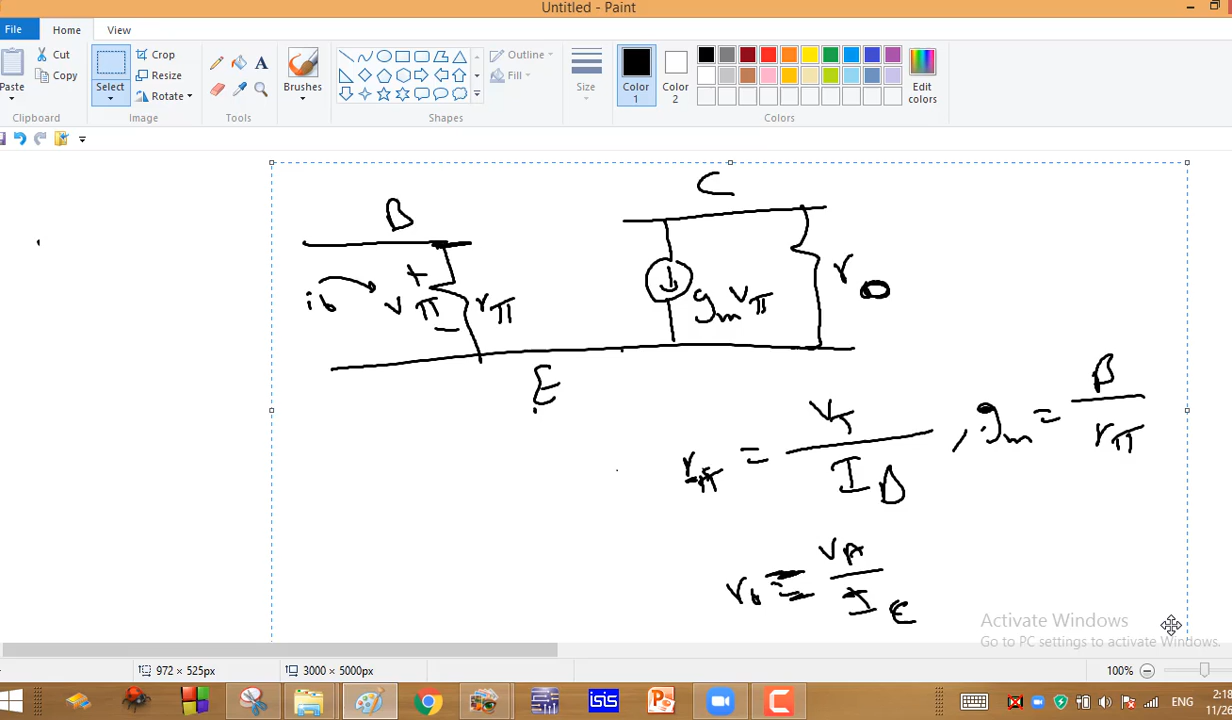 Untitled - Paint
File Home View
Paste
Cut
Copy
Clipboard
Select
Crop
Resize
Rotate
Image
Tools
Brushes
Shapes
Outline
Fill
Size
Color 1
Color 2
Edit colors
Colors
B
C
ib
+
vπ
−
rπ
gm vπ
ro
E
rπ = VT / IB , gm = β / rπ
ro = VA / IC
Activate Windows
Go to PC settings to activate Windows.
972 × 525px
3000 × 5000px
100%
isis
2:18